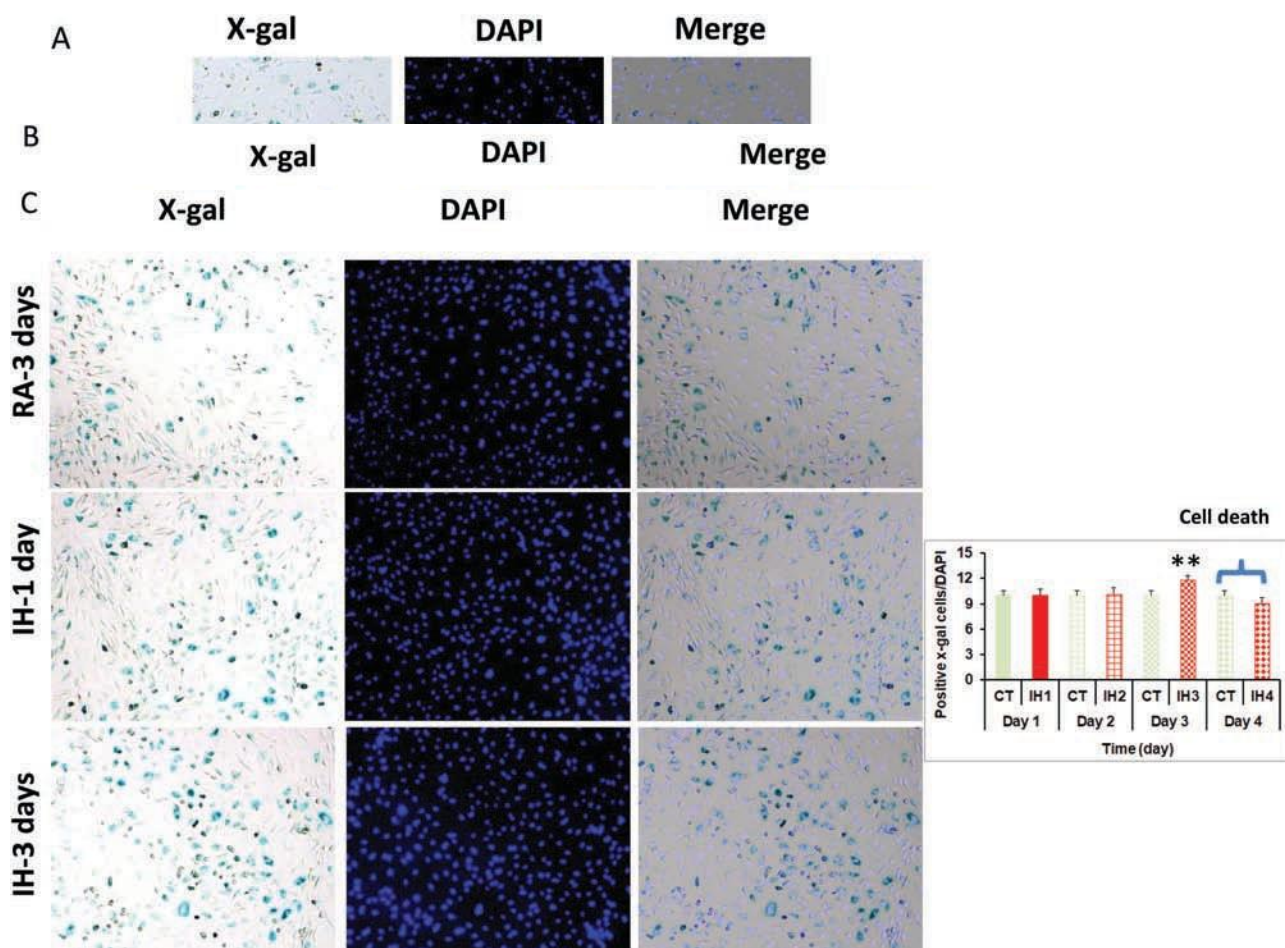 A
X-gal DAPI Merge
B
X-gal DAPI Merge
C
X-gal DAPI Merge
RA-3 days
IH-1 day
IH-3 days
Cell death
Positive x-gal cells/DAPI
15
12
9
6
3
0
**
CT IH1 CT IH2 CT IH3 CT IH4
Day 1 Day 2 Day 3 Day 4
Time (day)